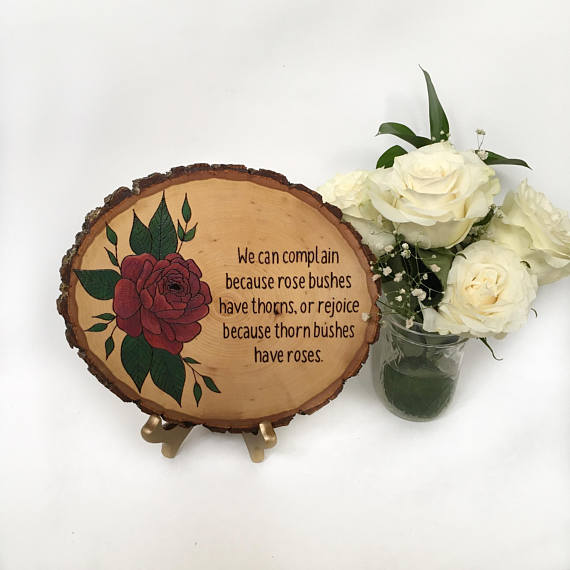 We can complain
because rose bushes
have thorns, or rejoice
because thorn bushes
have roses.